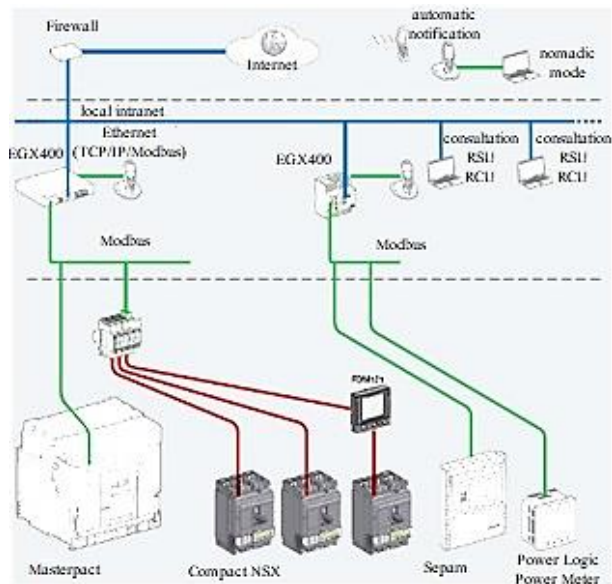 Firewall
Internet
automatic
notification
nomadic
mode
local intranet
Ethernet
(TCP/IP/Modbus)
EGX400
EGX400
consultation
RSU
RCU
consultation
RSU
RCU
Modbus
Modbus
Masterpact
Compact NSX
Sepam
Power Logic
Power Meter